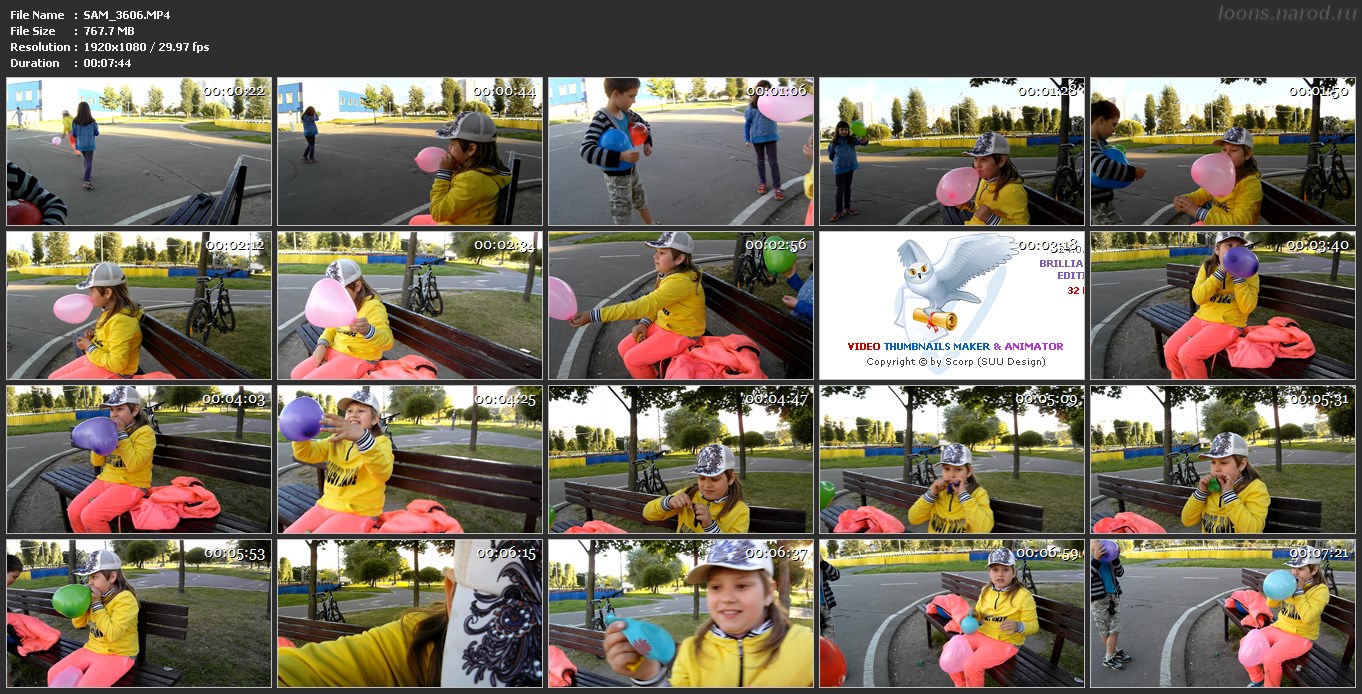 File Name : SAM_3606.MP4
loons.narod.ru
File Size : 767.7 MB
Resolution : 1920x1080 / 29.97 fps
Duration : 00:07:44
00:00:22
00:00:44
00:01:06
00:01:28
00:01:50
00:02:12
00:02:34
00:02:56
00:03:18
BRILLIA
EDITI
32
VIDEO THUMBNAILS MAKER & ANIMATOR
Copyright © by Scorp (SUU Design)
00:03:40
00:04:03
00:04:25
00:04:47
00:05:09
00:05:31
00:05:53
00:06:15
00:06:37
00:06:59
00:07:21